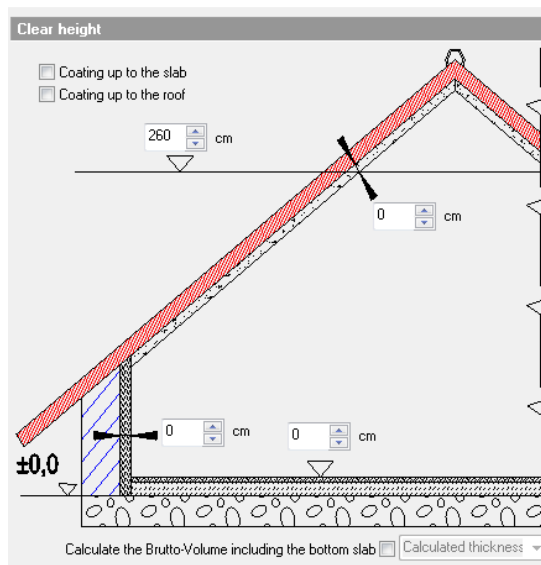 Clear height
Coating up to the slab
Coating up to the roof
260 cm
0 cm
0 cm 0 cm
±0,0
Calculate the Brutto-Volume including the bottom slab Calculated thickness